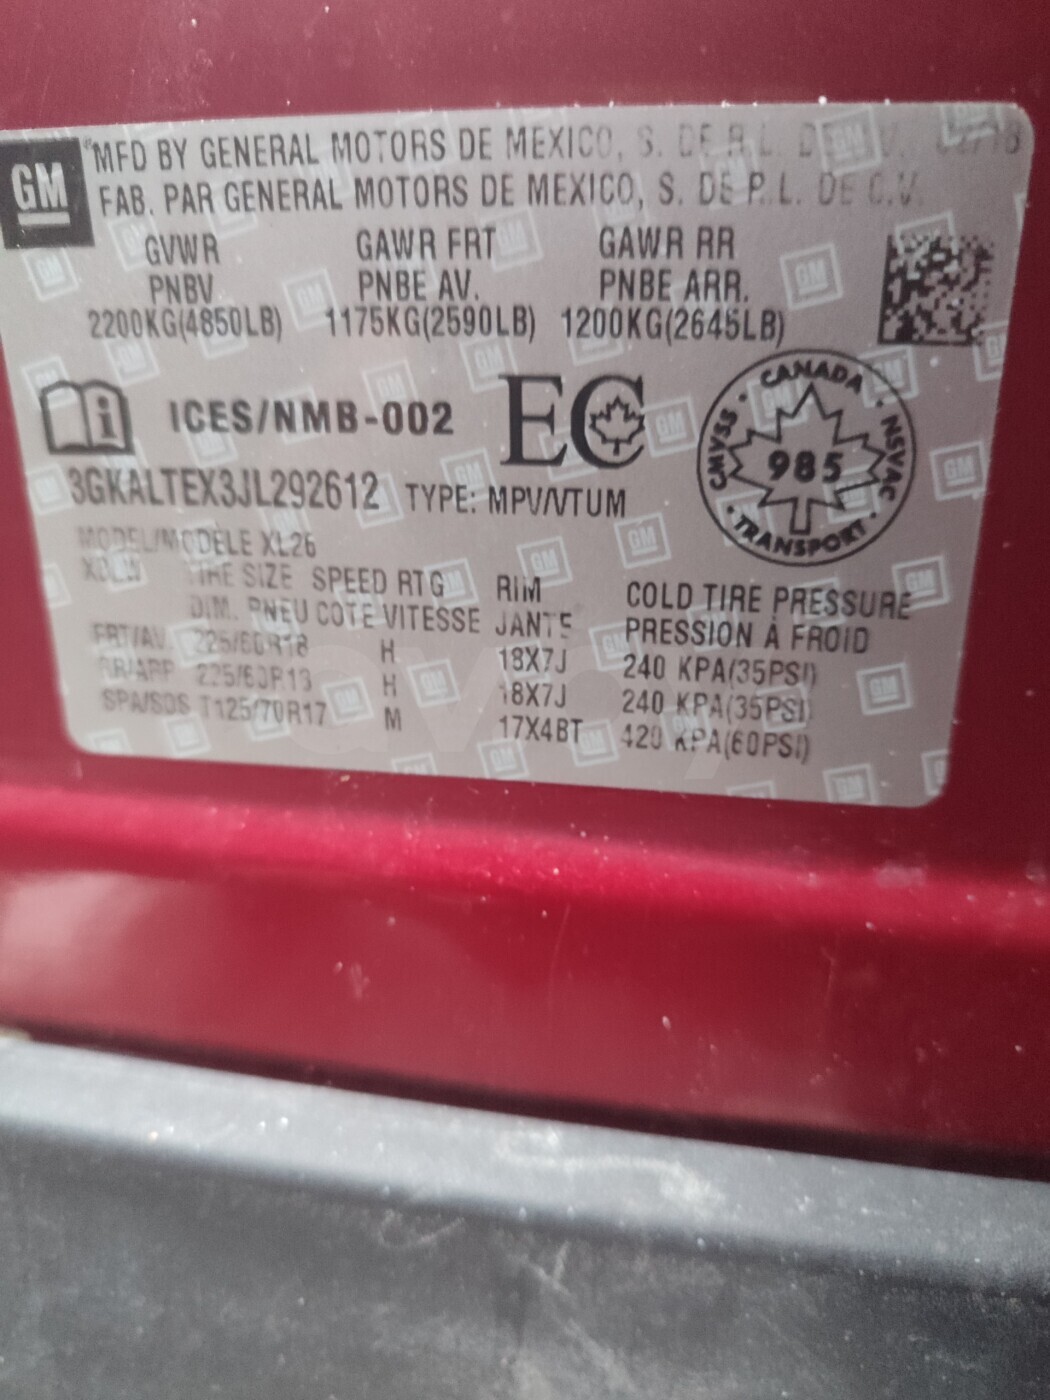 GM
MFD BY GENERAL MOTORS DE MEXICO, S. DE R.L. DE C.V.
FAB. PAR GENERAL MOTORS DE MEXICO, S. DE R.L. DE C.V.
GVWR GAWR FRT GAWR RR
PNBV PNBE AV. PNBE ARR.
2200KG(4850LB) 1175KG(2590LB) 1200KG(2645LB)
ICES/NMB-002 EC
CANADA
CMVSS · NSVAC
985
TRANSPORT
3GKALTEX3JL292612 TYPE: MPV/VTUM
MODEL/MODÈLE XL26
TIRE SIZE SPEED RTG RIM COLD TIRE PRESSURE
DIM. PNEU COTE VITESSE JANTE PRESSION À FROID
FRT/AV. 225/60R18 H 18X7J 240 KPA(35PSI)
RR/ARR 225/60R18 H 18X7J 240 KPA(35PSI)
SPA/SOS T125/70R17 M 17X4BT 420 KPA(60PSI)